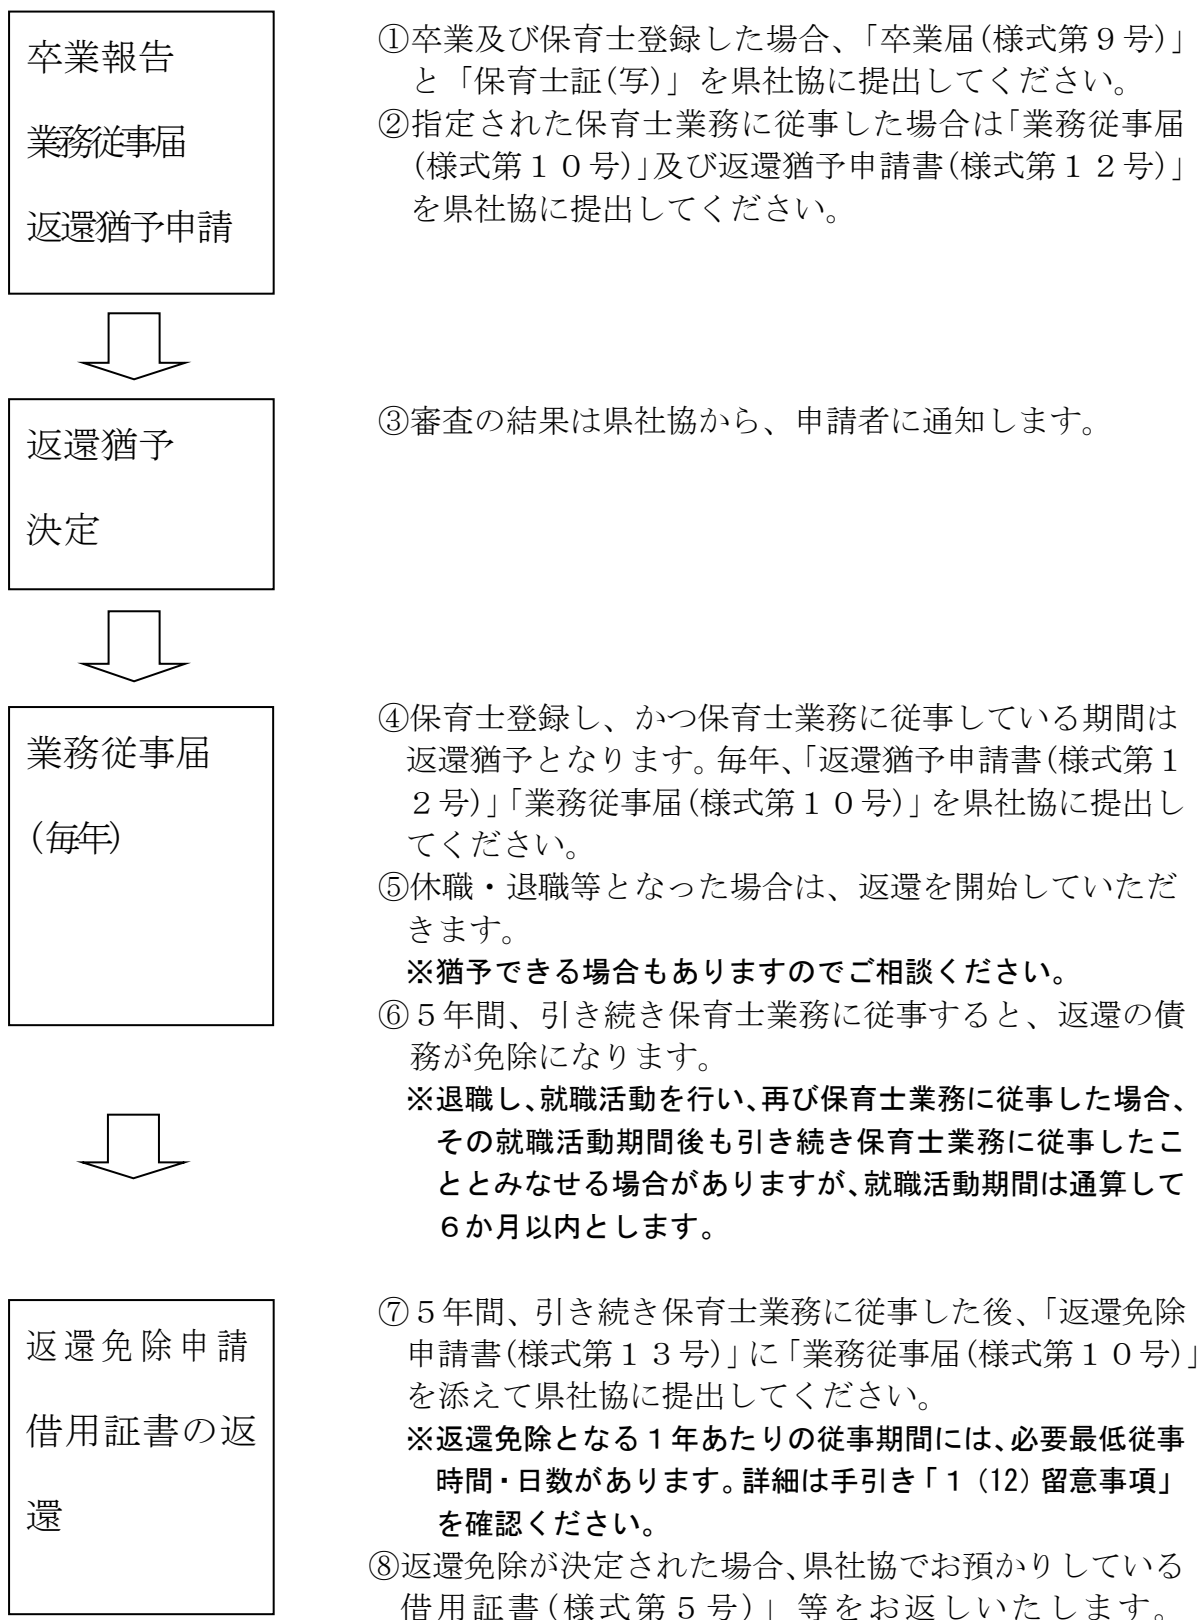 卒業報告
業務従事届
返還猶予申請
①卒業及び保育士登録した場合、「卒業届(様式第９号)」
と「保育士証(写)」を県社協に提出してください。
②指定された保育士業務に従事した場合は「業務従事届
(様式第１０号)」及び返還猶予申請書(様式第１２号)」
を県社協に提出してください。
返還猶予
決定
③審査の結果は県社協から、申請者に通知します。
業務従事届
(毎年)
④保育士登録し、かつ保育士業務に従事している期間は
返還猶予となります。毎年、「返還猶予申請書(様式第１
２号)」「業務従事届(様式第１０号)」を県社協に提出し
てください。
⑤休職・退職等となった場合は、返還を開始していただ
きます。
※猶予できる場合もありますのでご相談ください。
⑥５年間、引き続き保育士業務に従事すると、返還の債
務が免除になります。
※退職し、就職活動を行い、再び保育士業務に従事した場合、
その就職活動期間後も引き続き保育士業務に従事したこ
ととみなせる場合がありますが、就職活動期間は通算して
６か月以内とします。
返還免除申請
借用証書の返
還
⑦５年間、引き続き保育士業務に従事した後、「返還免除
申請書(様式第１３号)」に「業務従事届(様式第１０号)」
を添えて県社協に提出してください。
※返還免除となる１年あたりの従事期間には、必要最低従事
時間・日数があります。詳細は手引き「１(12)留意事項」
を確認ください。
⑧返還免除が決定された場合、県社協でお預かりしている
借用証書(様式第５号)」等をお返しいたします。